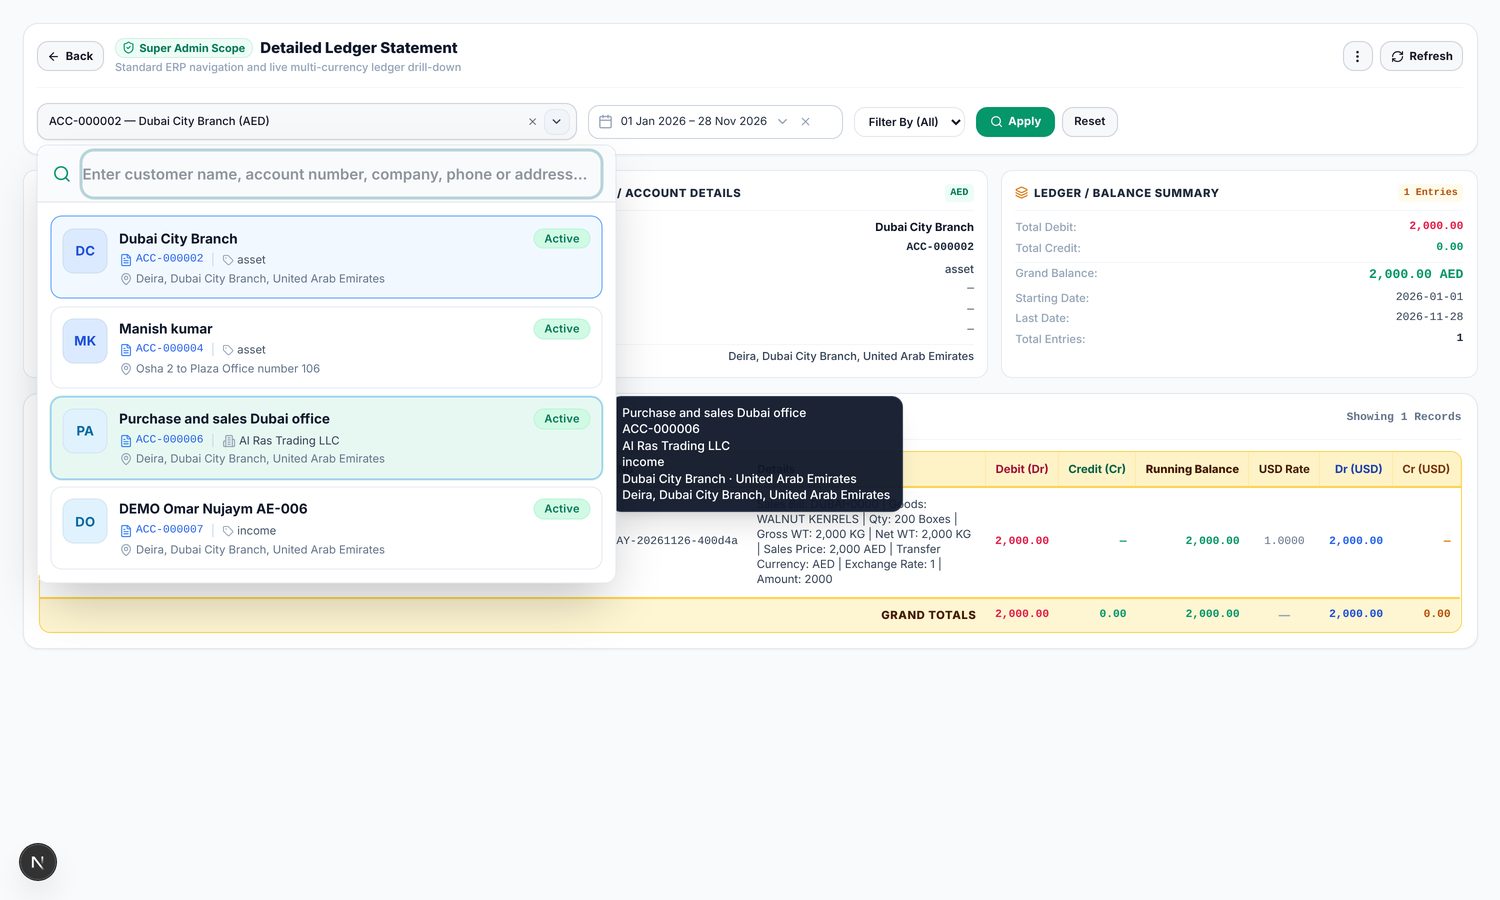 Back
Super Admin Scope
Detailed Ledger Statement
Standard ERP navigation and live multi-currency ledger drill-down
Refresh
ACC-000002 — Dubai City Branch (AED)
01 Jan 2026 – 28 Nov 2026
Filter By (All)
Apply
Reset
Enter customer name, account number, company, phone or address...
DC
Dubai City Branch
Active
ACC-000002
asset
Deira, Dubai City Branch, United Arab Emirates
MK
Manish kumar
Active
ACC-000004
asset
Osha 2 to Plaza Office number 106
PA
Purchase and sales Dubai office
Active
ACC-000006
Al Ras Trading LLC
Deira, Dubai City Branch, United Arab Emirates
DO
DEMO Omar Nujaym AE-006
Active
ACC-000007
income
Deira, Dubai City Branch, United Arab Emirates
/ ACCOUNT DETAILS
AED
Dubai City Branch
ACC-000002
asset
—
—
—
Deira, Dubai City Branch, United Arab Emirates
LEDGER / BALANCE SUMMARY
1 Entries
Total Debit: 2,000.00
Total Credit: 0.00
Grand Balance: 2,000.00 AED
Starting Date: 2026-01-01
Last Date: 2026-11-28
Total Entries: 1
Purchase and sales Dubai office
ACC-000006
Al Ras Trading LLC
income
Dubai City Branch · United Arab Emirates
Deira, Dubai City Branch, United Arab Emirates
Showing 1 Records
Debit (Dr) Credit (Cr) Running Balance USD Rate Dr (USD) Cr (USD)
AY-20261126-400d4a
WALNUT KENRELS | Qty: 200 Boxes |
Gross WT: 2,000 KG | Net WT: 2,000 KG
| Sales Price: 2,000 AED | Transfer
Currency: AED | Exchange Rate: 1 |
Amount: 2000
2,000.00 — 2,000.00 1.0000 2,000.00 —
GRAND TOTALS 2,000.00 0.00 2,000.00 — 2,000.00 0.00
N